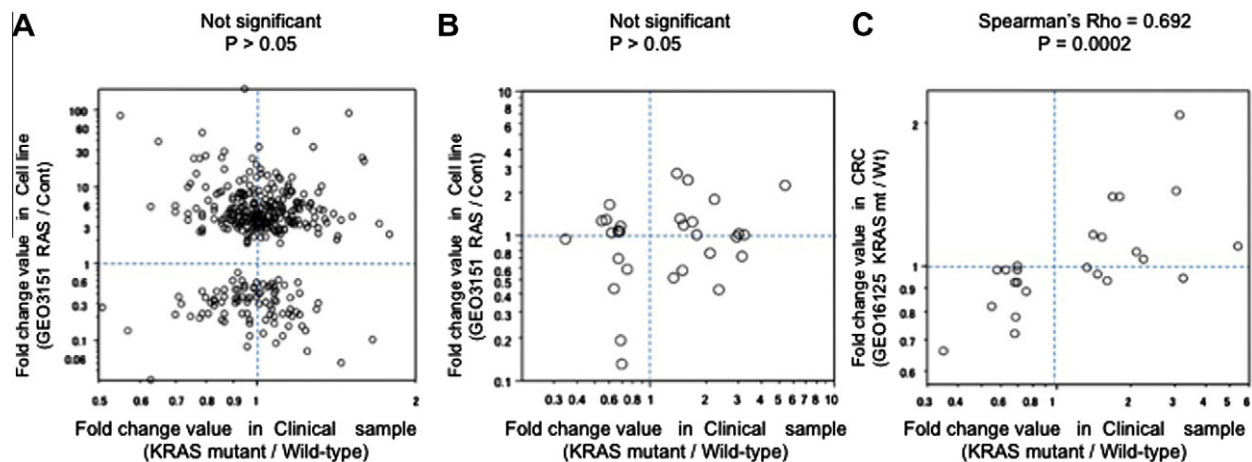 A
Not significant
P > 0.05
Fold change value in Cell line
(GEO3151 RAS / Cont)
100
60
30
10
6
3
1
0.6
0.3
0.1
0.06
0.5 0.6 0.7 0.8 0.9 1 2
Fold change value in Clinical sample
(KRAS mutant / Wild-type)
B
Not significant
P > 0.05
Fold change value in Cell line
(GEO3151 RAS / Cont)
10
8
6
5
4
3
2
1
0.8
0.6
0.5
0.4
0.3
0.2
0.1
0.3 0.4 0.6 0.8 1 2 3 4 5 6 7 8 10
Fold change value in Clinical sample
(KRAS mutant / Wild-type)
C
Spearman's Rho = 0.692
P = 0.0002
Fold change value in CRC
(GEO16125 KRAS mt / Wt)
2
1
0.9
0.8
0.7
0.6
0.3 0.4 0.6 0.8 1 2 3 4 5 6
Fold change value in Clinical sample
(KRAS mutant / Wild-type)